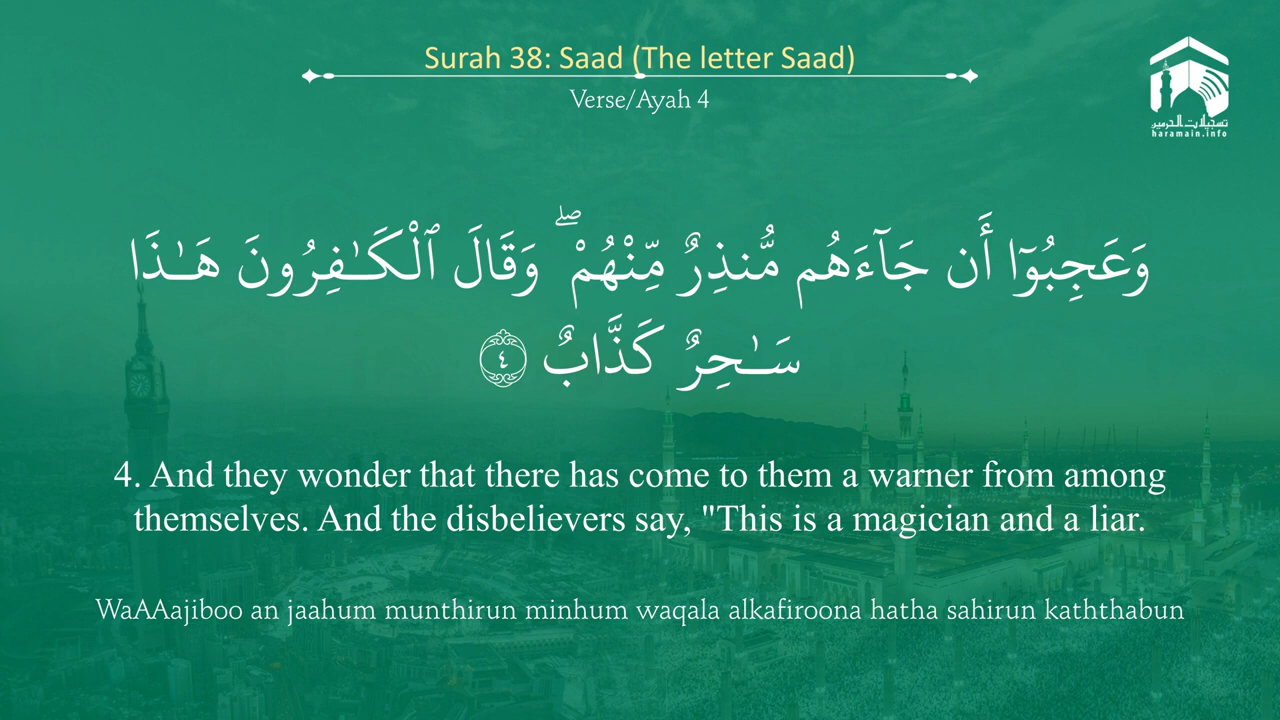 Surah 38: Saad (The letter Saad)
Verse/Ayah 4
تسجيلات الحرمين
haramain.info
وَعَجِبُوٓا۟ أَن جَآءَهُم مُّنذِرٌ مِّنْهُمْ ۖ وَقَالَ ٱلْكَـٰفِرُونَ هَـٰذَا
سَـٰحِرٌ كَذَّابٌ ٤
4. And they wonder that there has come to them a warner from among
themselves. And the disbelievers say, "This is a magician and a liar.
WaAAajiboo an jaahum munthirun minhum waqala alkafiroona hatha sahirun kaththabun